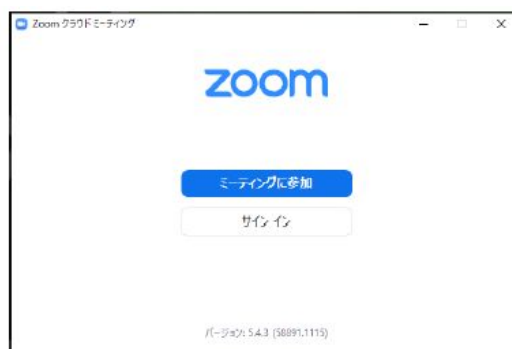 Zoom クラウド ミーティング
zoom
ミーティングに参加
サイン イン
バージョン: 5.4.3 (58891.1115)